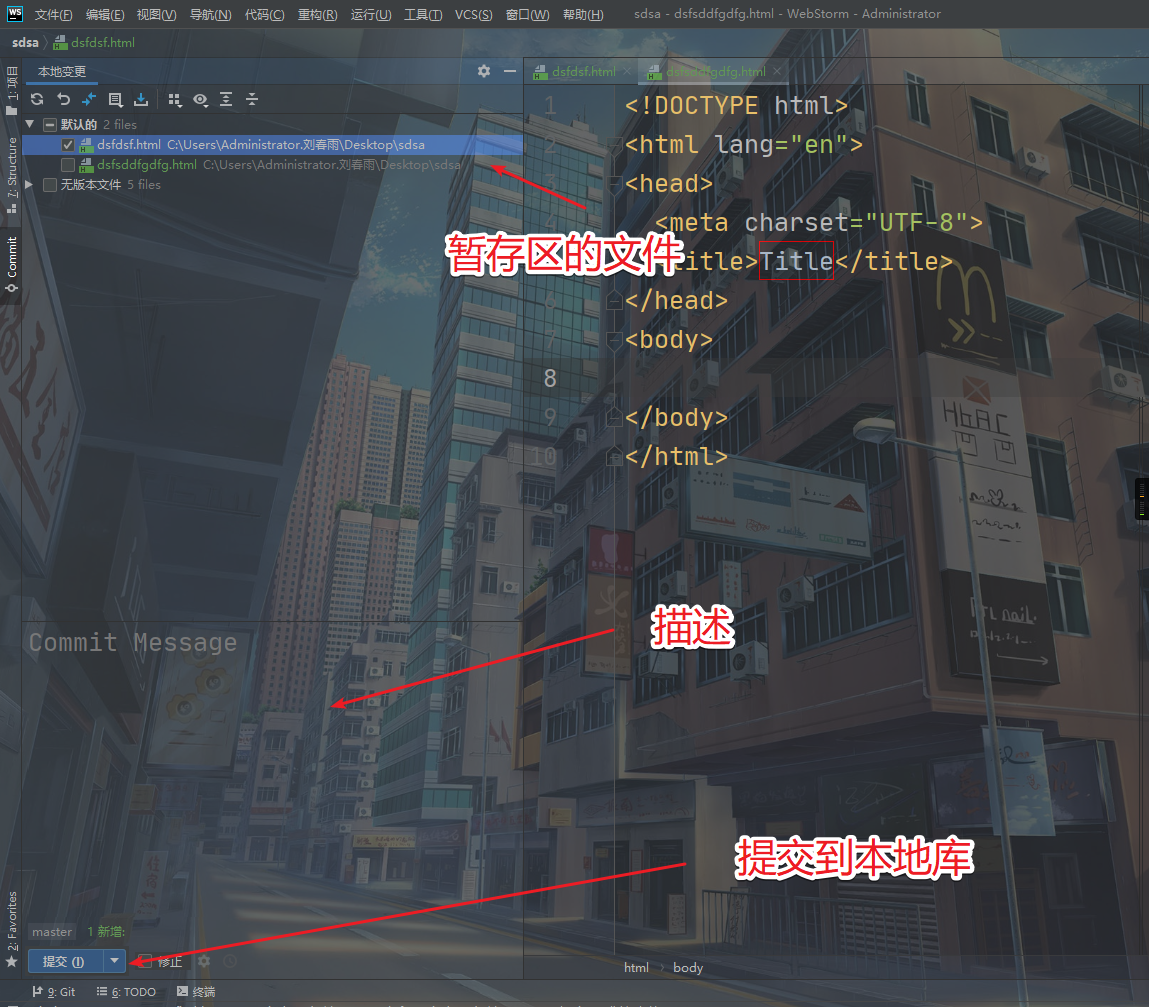 WS 文件(F) 编辑(E) 视图(V) 导航(N) 代码(C) 重构(R) 运行(U) 工具(T) VCS(S) 窗口(W) 帮助(H) sdsa - dsfsddfgdfg.html - WebStorm - Administrator
sdsa dsfdsf.html
1: 项目
本地变更
dsfdsf.html
dsfsddfgdfg.html
默认的 2 files
dsfdsf.html C:\Users\Administrator.刘春雨\Desktop\sdsa
dsfsddfgdfg.html C:\Users\Administrator.刘春雨\Desktop\sdsa
无版本文件 5 files
Z: Structure
Commit
1 <!DOCTYPE html>
2 <html lang="en">
3 <head>
<meta charset="UTF-8">
title>Title</title>
6 </head>
7 <body>
8
9 </body>
10 </html>
暂存区的文件
HbAC
nail.
描述
Commit Message
提交到本地库
2: Favorites
master 1 新增:
提交 (I) 修正
html body
9: Git 6: TODO 终端